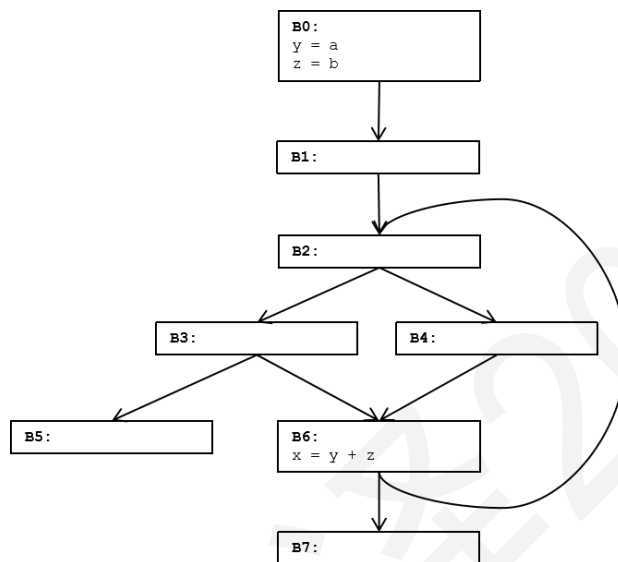 B0:
y = a
z = b
B1:
B2:
B3:
B4:
B5:
B6:
x = y + z
B7: